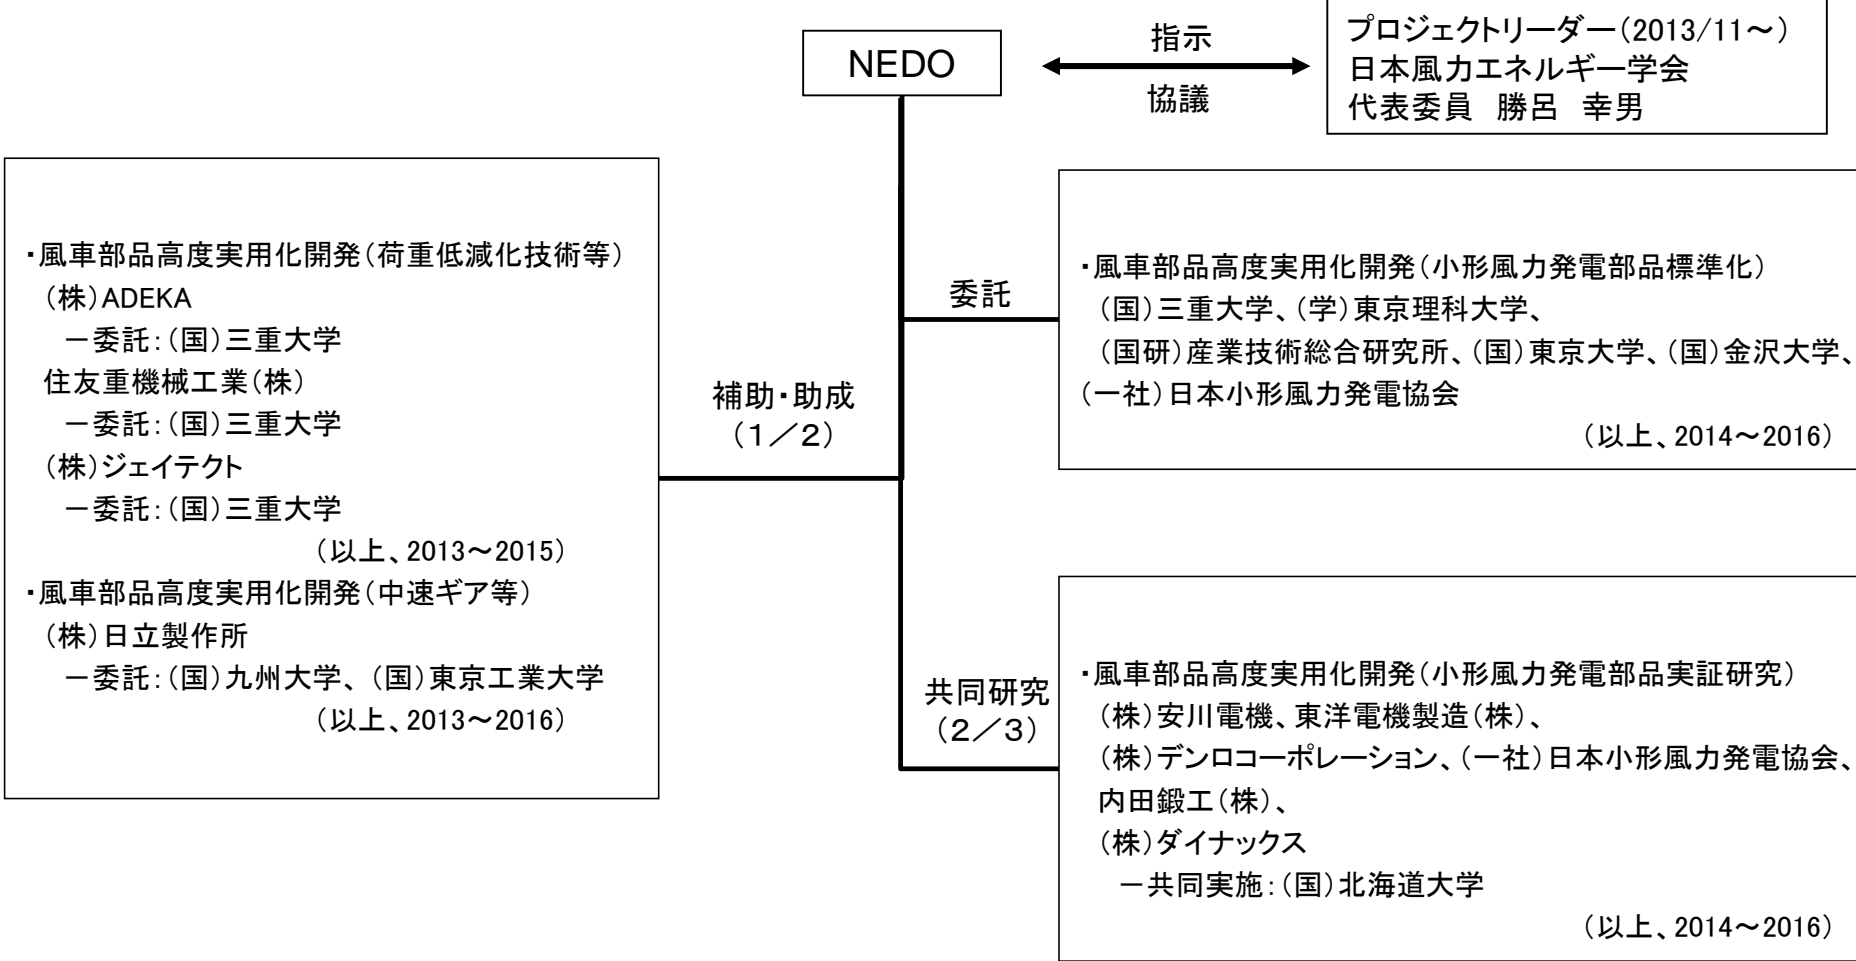 NEDO
指示
協議
プロジェクトリーダー(2013/11～)
日本風力エネルギー学会
代表委員　勝呂　幸男
・風車部品高度実用化開発(荷重低減化技術等)
(株)ADEKA
－委託：(国)三重大学
住友重機械工業(株)
－委託：(国)三重大学
(株)ジェイテクト
－委託：(国)三重大学
(以上、2013～2015)
・風車部品高度実用化開発(中速ギア等)
(株)日立製作所
－委託：(国)九州大学、(国)東京工業大学
(以上、2013～2016)
補助・助成
(１／２)
委託
・風車部品高度実用化開発(小形風力発電部品標準化)
(国)三重大学、(学)東京理科大学、
(国研)産業技術総合研究所、(国)東京大学、(国)金沢大学、
(一社)日本小形風力発電協会
(以上、2014～2016)
共同研究
(２／３)
・風車部品高度実用化開発(小形風力発電部品実証研究)
(株)安川電機、東洋電機製造(株)、
(株)デンロコーポレーション、(一社)日本小形風力発電協会、
内田鍛工(株)、
(株)ダイナックス
－共同実施：(国)北海道大学
(以上、2014～2016)